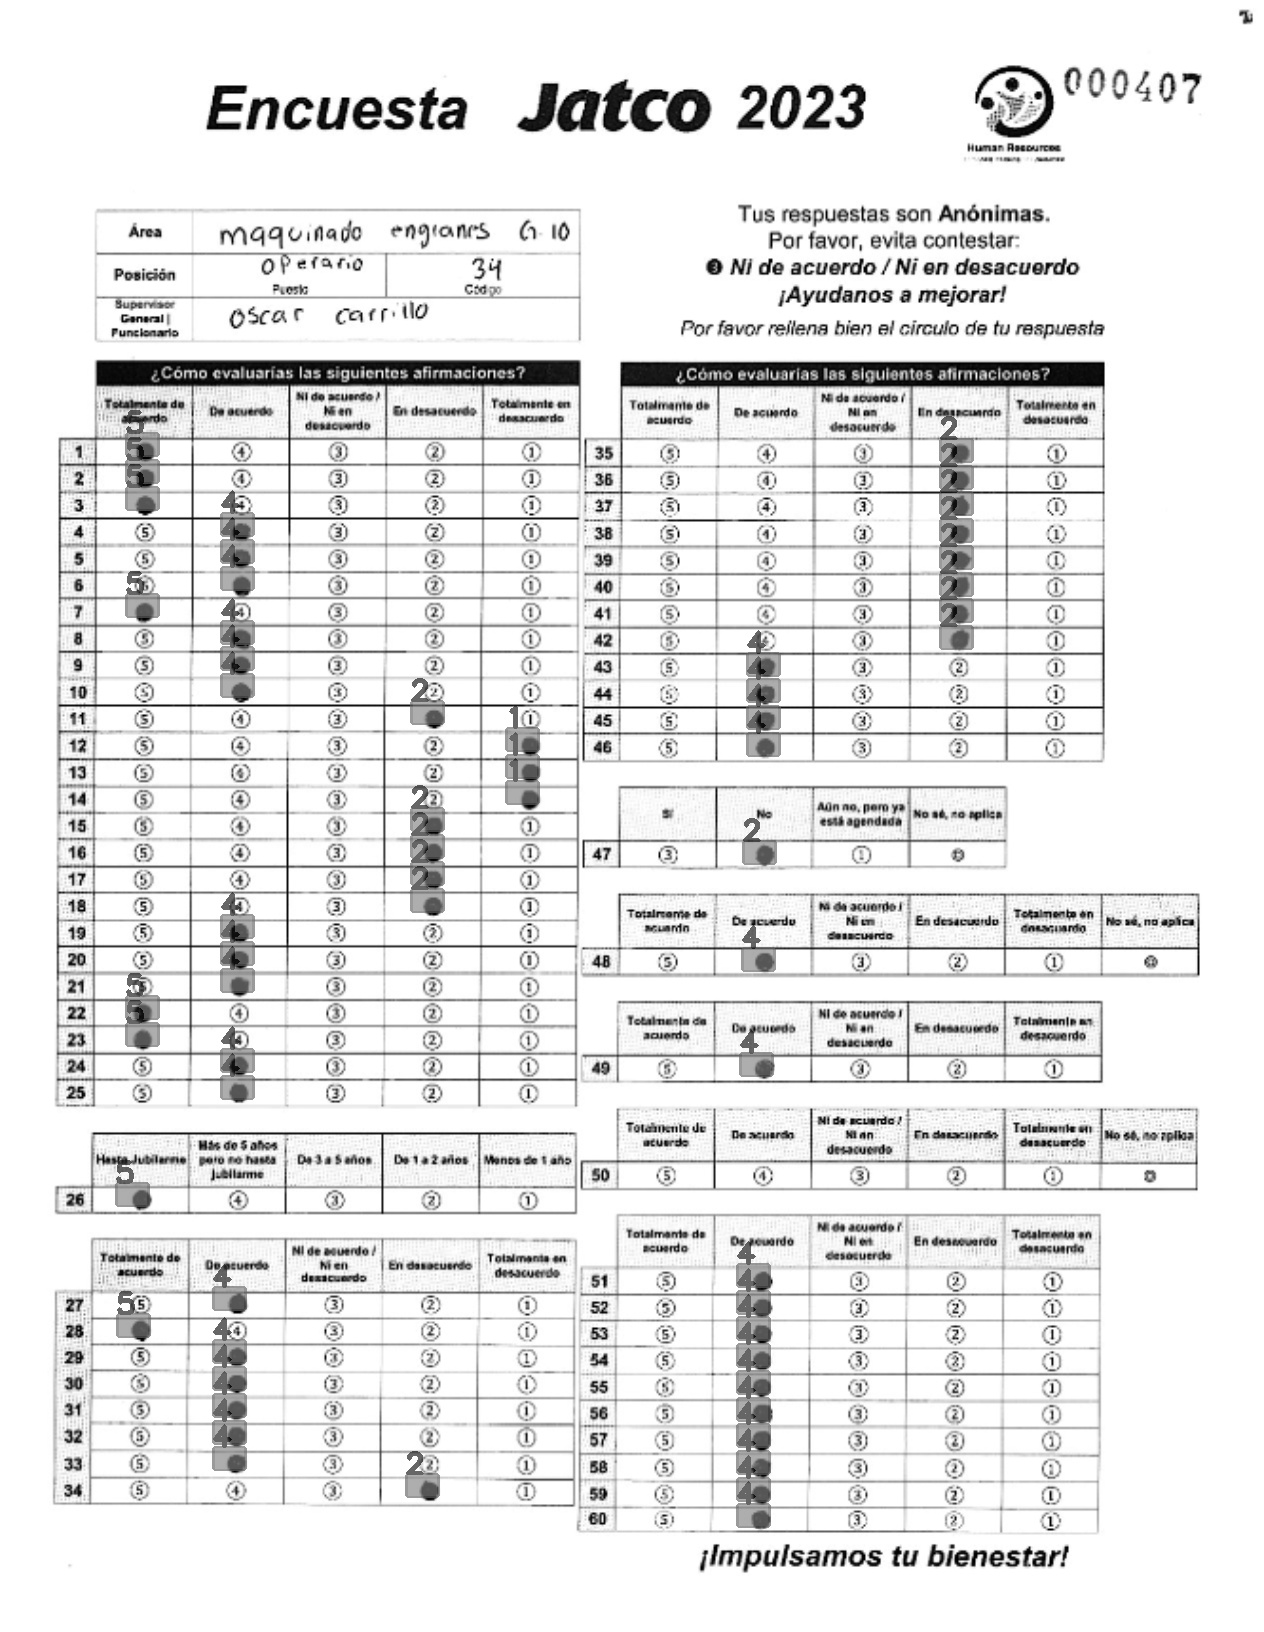 Encuesta Jatco 2023
000407
Human Resources
Área maquinado engranes G 10
Posición operario 34
Puesto Código
Supervisor General | Funcionario oscar carrillo
Tus respuestas son Anónimas.
Por favor, evita contestar:
❸ Ni de acuerdo / Ni en desacuerdo
¡Ayudanos a mejorar!
Por favor rellena bien el circulo de tu respuesta
¿Cómo evaluarías las siguientes afirmaciones?
Totalmente de acuerdo De acuerdo Ni de acuerdo / Ni en desacuerdo En desacuerdo Totalmente en desacuerdo
1 5 ④ ③ ② ①
2 5 ④ ③ ② ①
3 5 ④ ③ ② ①
4 ⑤ 4 ③ ② ①
5 ⑤ 4 ③ ② ①
6 ⑤ 4 ③ ② ①
7 5 ④ ③ ② ①
8 ⑤ 4 ③ ② ①
9 ⑤ 4 ③ ② ①
10 ⑤ 4 ③ ② ①
11 ⑤ ④ ③ 2 ①
12 ⑤ ④ ③ ② 1
13 ⑤ ④ ③ ② 1
14 ⑤ ④ ③ ② 1
15 ⑤ ④ ③ 2 ①
16 ⑤ ④ ③ 2 ①
17 ⑤ ④ ③ 2 ①
18 ⑤ ④ ③ 2 ①
19 ⑤ 4 ③ ② ①
20 ⑤ 4 ③ ② ①
21 ⑤ 4 ③ ② ①
22 5 ④ ③ ② ①
23 5 ④ ③ ② ①
24 ⑤ 4 ③ ② ①
25 ⑤ 4 ③ ② ①
Hasta Jubilarme Más de 5 años pero no hasta jubilarme De 3 a 5 años De 1 a 2 años Menos de 1 año
26 5 ④ ③ ② ①
Totalmente de acuerdo De acuerdo Ni de acuerdo / Ni en desacuerdo En desacuerdo Totalmente en desacuerdo
27 ⑤ 4 ③ ② ①
28 5 ④ ③ ② ①
29 ⑤ 4 ③ ② ①
30 ⑤ 4 ③ ② ①
31 ⑤ 4 ③ ② ①
32 ⑤ 4 ③ ② ①
33 ⑤ 4 ③ ② ①
34 ⑤ ④ ③ 2 ①
¿Cómo evaluarías las siguientes afirmaciones?
Totalmente de acuerdo De acuerdo Ni de acuerdo / Ni en desacuerdo En desacuerdo Totalmente en desacuerdo
35 ⑤ ④ ③ 2 ①
36 ⑤ ④ ③ 2 ①
37 ⑤ ④ ③ 2 ①
38 ⑤ ④ ③ 2 ①
39 ⑤ ④ ③ 2 ①
40 ⑤ ④ ③ 2 ①
41 ⑤ ④ ③ 2 ①
42 ⑤ ④ ③ 2 ①
43 ⑤ 4 ③ ② ①
44 ⑤ 4 ③ ② ①
45 ⑤ 4 ③ ② ①
46 ⑤ 4 ③ ② ①
Sí No Aún no, pero ya está agendada No sé, no aplica
47 ③ 2 ① ⓪
Totalmente de acuerdo De acuerdo Ni de acuerdo / Ni en desacuerdo En desacuerdo Totalmente en desacuerdo No sé, no aplica
48 ⑤ 4 ③ ② ① ⓪
Totalmente de acuerdo De acuerdo Ni de acuerdo / Ni en desacuerdo En desacuerdo Totalmente en desacuerdo
49 ⑤ 4 ③ ② ①
Totalmente de acuerdo De acuerdo Ni de acuerdo / Ni en desacuerdo En desacuerdo Totalmente en desacuerdo No sé, no aplica
50 ⑤ ④ ③ ② ① ⓪
Totalmente de acuerdo De acuerdo Ni de acuerdo / Ni en desacuerdo En desacuerdo Totalmente en desacuerdo
51 ⑤ 4 ③ ② ①
52 ⑤ 4 ③ ② ①
53 ⑤ 4 ③ ② ①
54 ⑤ 4 ③ ② ①
55 ⑤ 4 ③ ② ①
56 ⑤ 4 ③ ② ①
57 ⑤ 4 ③ ② ①
58 ⑤ 4 ③ ② ①
59 ⑤ 4 ③ ② ①
60 ⑤ 4 ③ ② ①
¡Impulsamos tu bienestar!